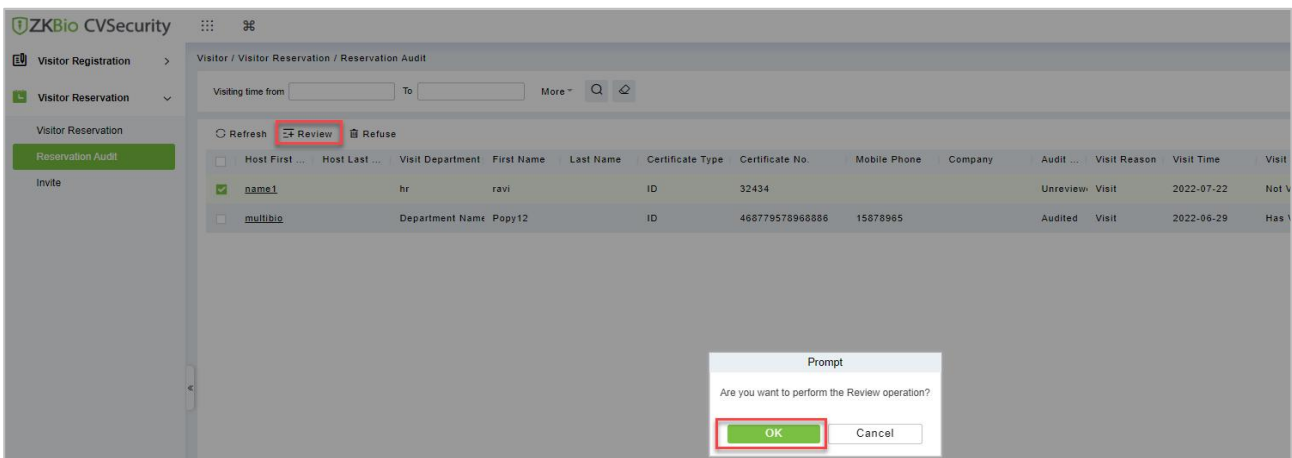 ZKBio CVSecurity
Visitor Registration
Visitor Reservation
Visitor Reservation
Reservation Audit
Invite
Visitor / Visitor Reservation / Reservation Audit
Visiting time from To More
Refresh Review Refuse
Host First ... Host Last ... Visit Department First Name Last Name Certificate Type Certificate No. Mobile Phone Company Audit ... Visit Reason Visit Time Visit
name1 hr ravi ID 32434 Unreview Visit 2022-07-22 Not
multibio Department Name Popy12 ID 468779578968886 15878965 Audited Visit 2022-06-29 Has
Prompt
Are you want to perform the Review operation?
OK Cancel